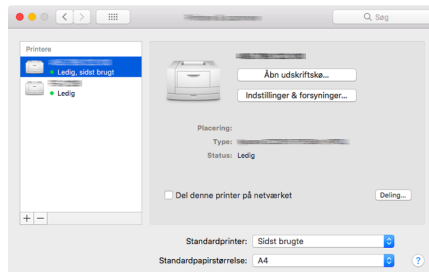 Søg
Printere
Ledig, sidst brugt
Ledig
Åbn udskriftskø...
Indstillinger & forsyninger...
Placering:
Type:
Status: Ledig
Del denne printer på netværket
Deling...
+ −
Standardprinter: Sidst brugte
Standardpapirstørrelse: A4
?